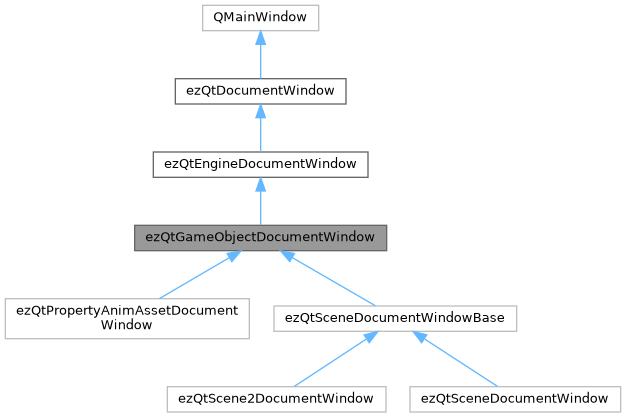 QMainWindow
ezQtDocumentWindow
ezQtEngineDocumentWindow
ezQtGameObjectDocumentWindow
ezQtPropertyAnimAssetDocument
Window
ezQtSceneDocumentWindowBase
ezQtScene2DocumentWindow
ezQtSceneDocumentWindow